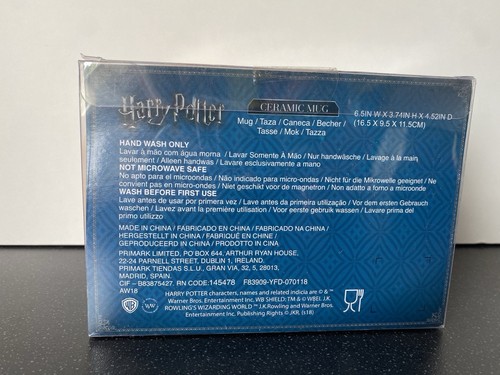 Harry Potter
CERAMIC MUG
Mug / Taza / Caneca / Becher /
Tasse / Mok / Tazza
6.5IN W X 3.74IN H X 4.52IN D
(16.5 X 9.5 X 11.5CM)
HAND WASH ONLY
Lavar à mão com água morna / Lavar Somente À Mão / Nur handwäsche / Lavage à la main
seulement / Alleen handwas / Lavare esclusivamente a mano
NOT MICROWAVE SAFE
No apto para el microondas / Não indicado para micro-ondas / Nicht für die Mikrowelle geeignet / Ne
convient pas en micro-ondes / Niet geschikt voor de magnetron / Non adatto a forno a microonde
WASH BEFORE FIRST USE
Lave antes de usar por primera vez / Lave antes da primeira utilização / Vor dem ersten Gebrauch
waschen / Lavez avant la première utilisation / Voor eerste gebruik wassen / Lavare prima del
primo utilizzo
MADE IN CHINA / FABRICADO EN CHINA / FABRICADO NA CHINA /
HERGESTELLT IN CHINA / FABRIQUÉ EN CHINE /
GEPRODUCEERD IN CHINA / PRODOTTO IN CINA
PRIMARK LIMITED, PO BOX 644, ARTHUR RYAN HOUSE,
22-24 PARNELL STREET, DUBLIN 1, IRELAND.
PRIMARK TIENDAS S.L.U., GRAN VIA, 32, 5, 28013,
MADRID, SPAIN.
CIF – B83875427. RN CODE: 145478 F83909-YFD-070118
AW18
HARRY POTTER characters, names and related indicia are © & ™
Warner Bros. Entertainment Inc. WB SHIELD: TM & © WBEI. J.K.
ROWLING'S WIZARDING WORLD ™ J.K. Rowling and Warner Bros.
Entertainment Inc. Publishing Rights © JKR. (s18)